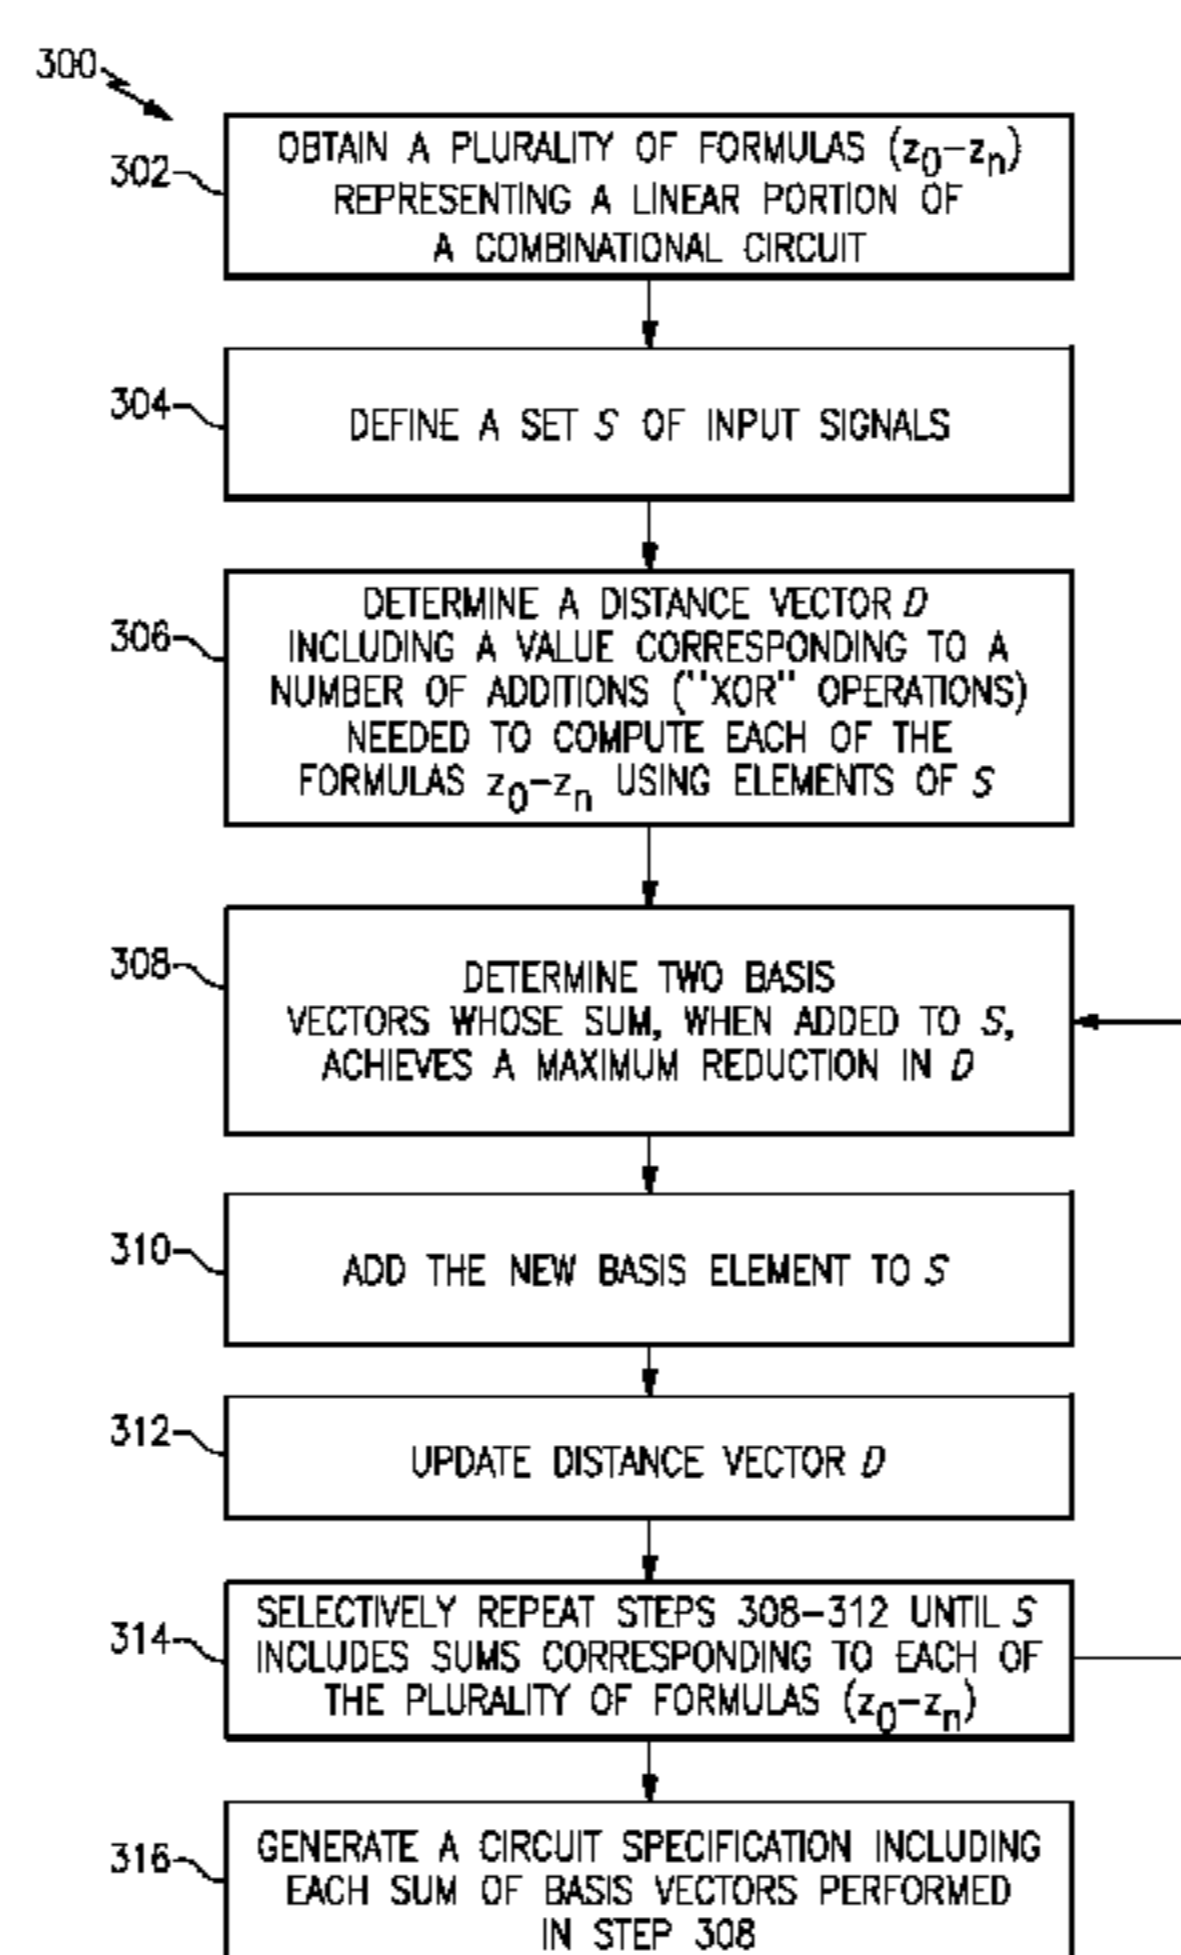 300
302
OBTAIN A PLURALITY OF FORMULAS (z0-zn)
REPRESENTING A LINEAR PORTION OF
A COMBINATIONAL CIRCUIT
304
DEFINE A SET S OF INPUT SIGNALS
306
DETERMINE A DISTANCE VECTOR D
INCLUDING A VALUE CORRESPONDING TO A
NUMBER OF ADDITIONS ("XOR" OPERATIONS)
NEEDED TO COMPUTE EACH OF THE
FORMULAS z0-zn USING ELEMENTS OF S
308
DETERMINE TWO BASIS
VECTORS WHOSE SUM, WHEN ADDED TO S,
ACHIEVES A MAXIMUM REDUCTION IN D
310
ADD THE NEW BASIS ELEMENT TO S
312
UPDATE DISTANCE VECTOR D
314
SELECTIVELY REPEAT STEPS 308-312 UNTIL S
INCLUDES SUMS CORRESPONDING TO EACH OF
THE PLURALITY OF FORMULAS (z0-zn)
316
GENERATE A CIRCUIT SPECIFICATION INCLUDING
EACH SUM OF BASIS VECTORS PERFORMED
IN STEP 308